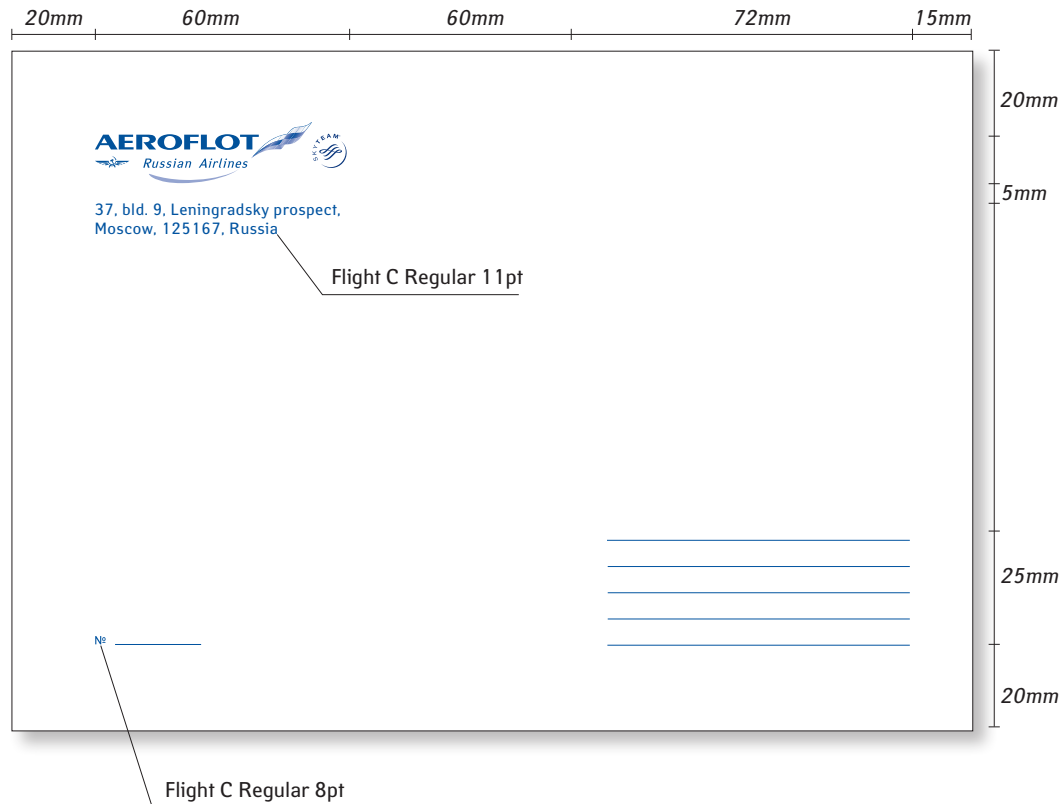 20mm 60mm 60mm 72mm 15mm
20mm
AEROFLOT
SKYTEAM
Russian Airlines
5mm
37, bld. 9, Leningradsky prospect,
Moscow, 125167, Russia
Flight C Regular 11pt
25mm
№
20mm
Flight C Regular 8pt